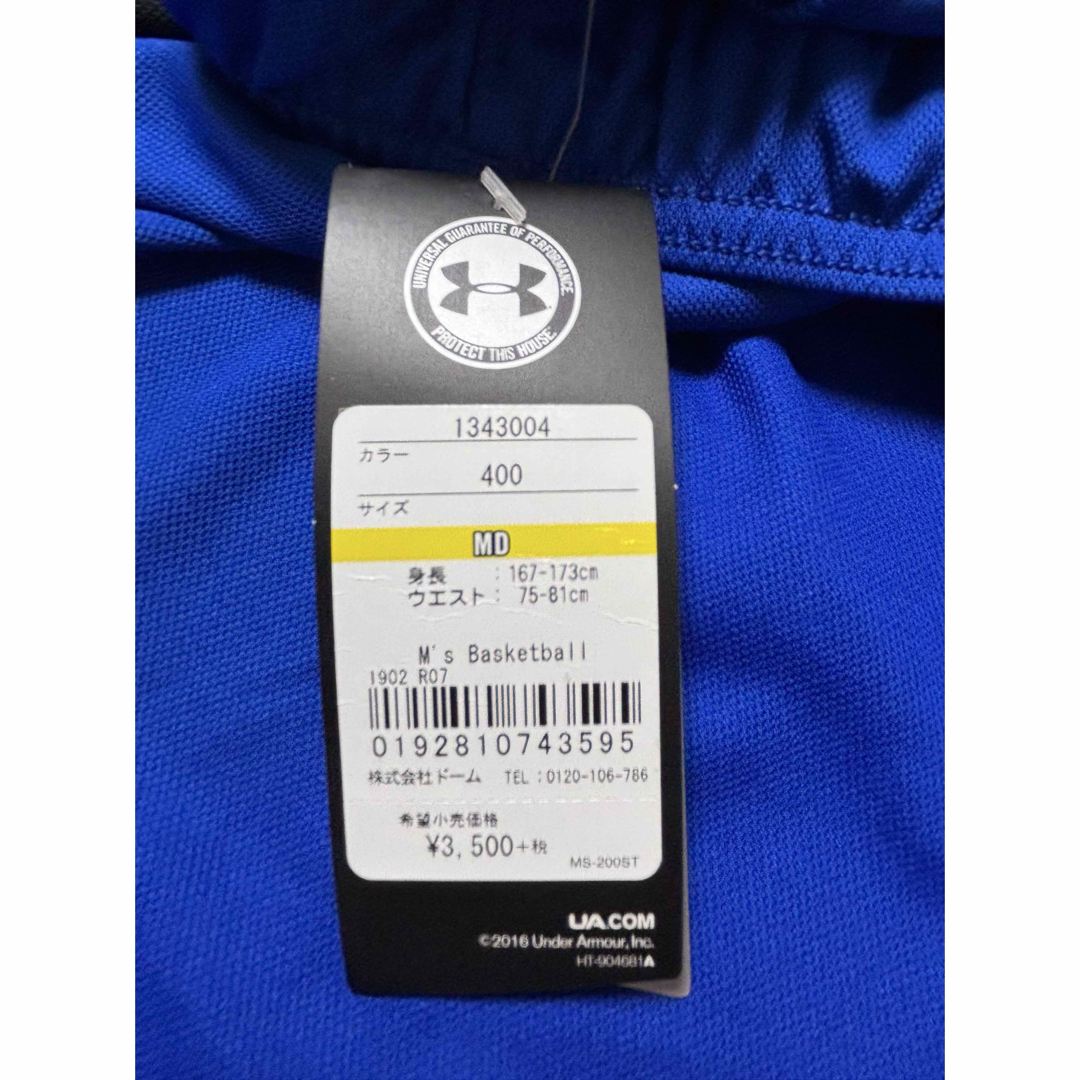 UNIVERSAL GUARANTEE OF PERFORMANCE
PROTECT THIS HOUSE
1343004
カラー
400
サイズ
MD
身長 : 167-173cm
ウエスト : 75-81cm
M's Basketball
1902 R07
0192810743595
株式会社ドーム TEL : 0120-106-786
希望小売価格
¥3,500+税
MS-200ST
UA.COM
©2016 Under Armour, Inc.
HT-904681A